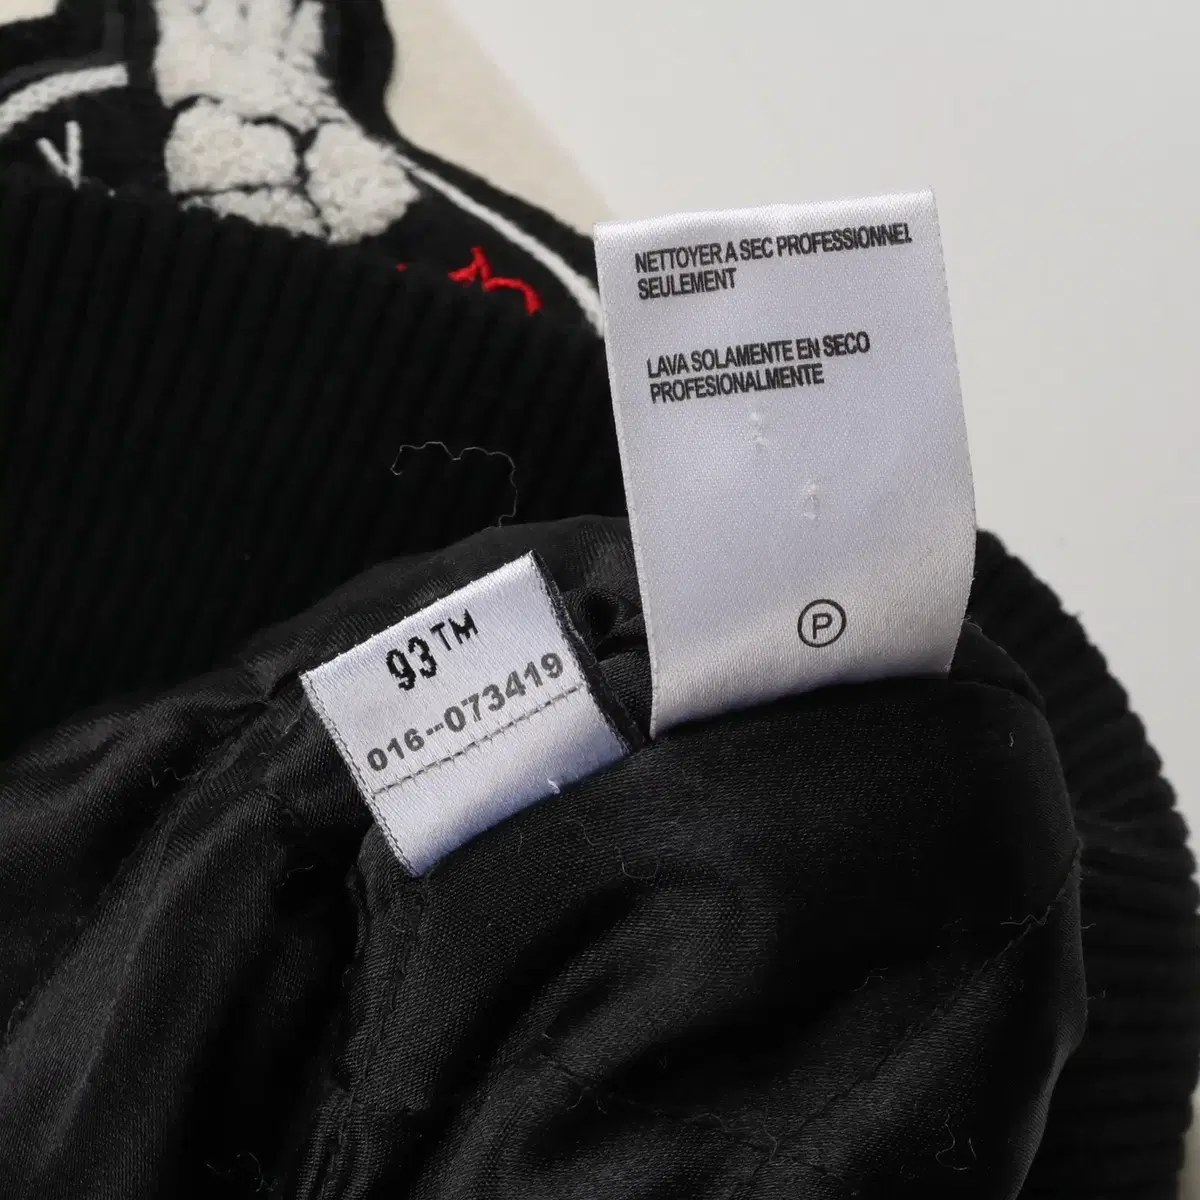 NETTOYER A SEC PROFESSIONNEL
SEULEMENT
LAVA SOLAMENTE EN SECO
PROFESIONALMENTE
P
93™
016--073419